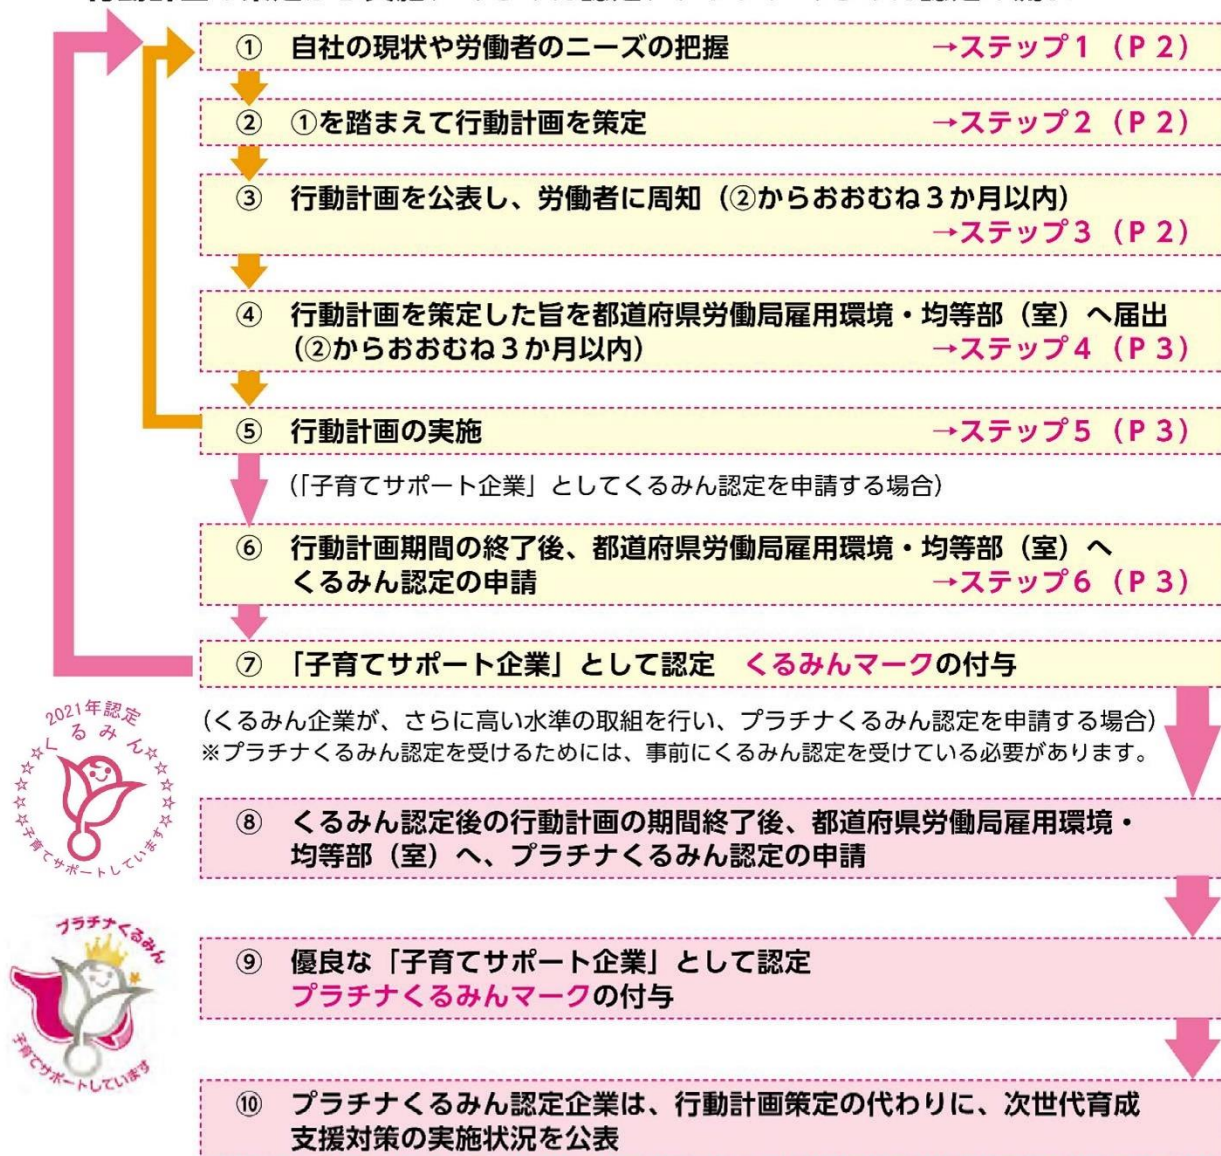 ① 自社の現状や労働者のニーズの把握 →ステップ1（P 2）
② ①を踏まえて行動計画を策定 →ステップ2（P 2）
③ 行動計画を公表し、労働者に周知（②からおおむね3か月以内）
→ステップ3（P 2）
④ 行動計画を策定した旨を都道府県労働局雇用環境・均等部（室）へ届出
（②からおおむね3か月以内） →ステップ4（P 3）
⑤ 行動計画の実施 →ステップ5（P 3）
（「子育てサポート企業」としてくるみん認定を申請する場合）
⑥ 行動計画期間の終了後、都道府県労働局雇用環境・均等部（室）へ
くるみん認定の申請 →ステップ6（P 3）
⑦ 「子育てサポート企業」として認定 くるみんマークの付与
2021年認定
☆☆☆☆くるみん☆☆☆☆
☆子育てサポートしています☆
（くるみん企業が、さらに高い水準の取組を行い、プラチナくるみん認定を申請する場合）
※プラチナくるみん認定を受けるためには、事前にくるみん認定を受けている必要があります。
⑧ くるみん認定後の行動計画の期間終了後、都道府県労働局雇用環境・
均等部（室）へ、プラチナくるみん認定の申請
プラチナくるみん
子育てサポートしています
⑨ 優良な「子育てサポート企業」として認定
プラチナくるみんマークの付与
⑩ プラチナくるみん認定企業は、行動計画策定の代わりに、次世代育成
支援対策の実施状況を公表